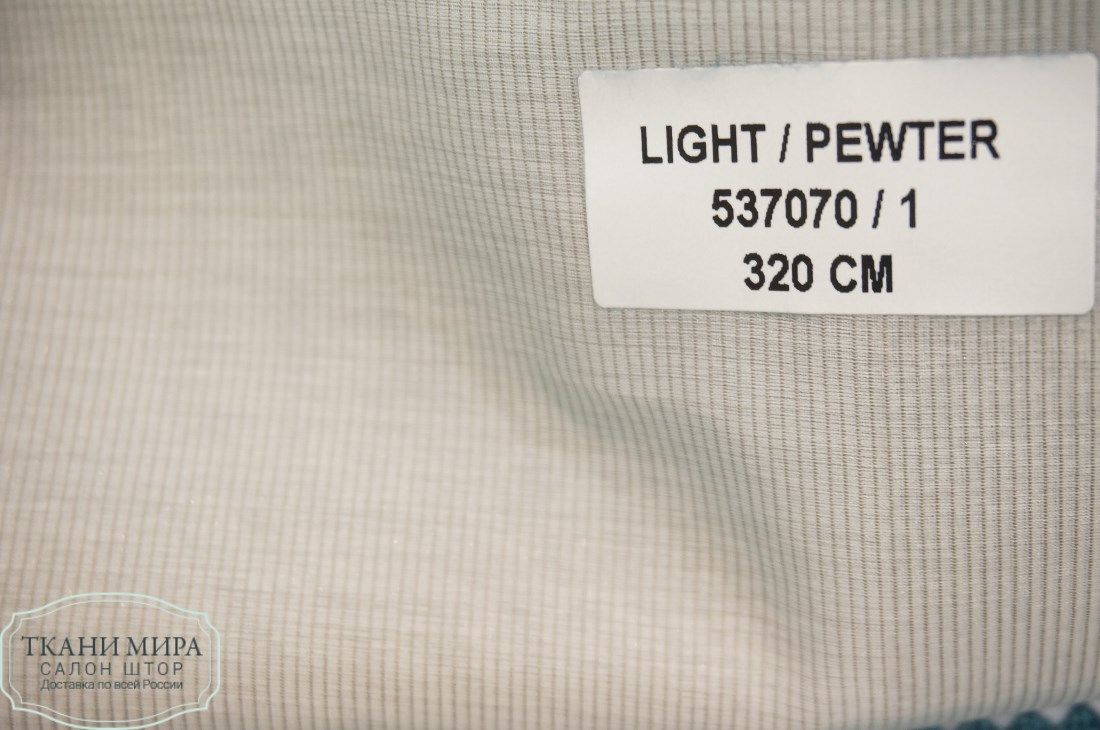 LIGHT / PEWTER
537070 / 1
320 CM
ТКАНИ МИРА
САЛОН ШТОР
Доставка по всей России